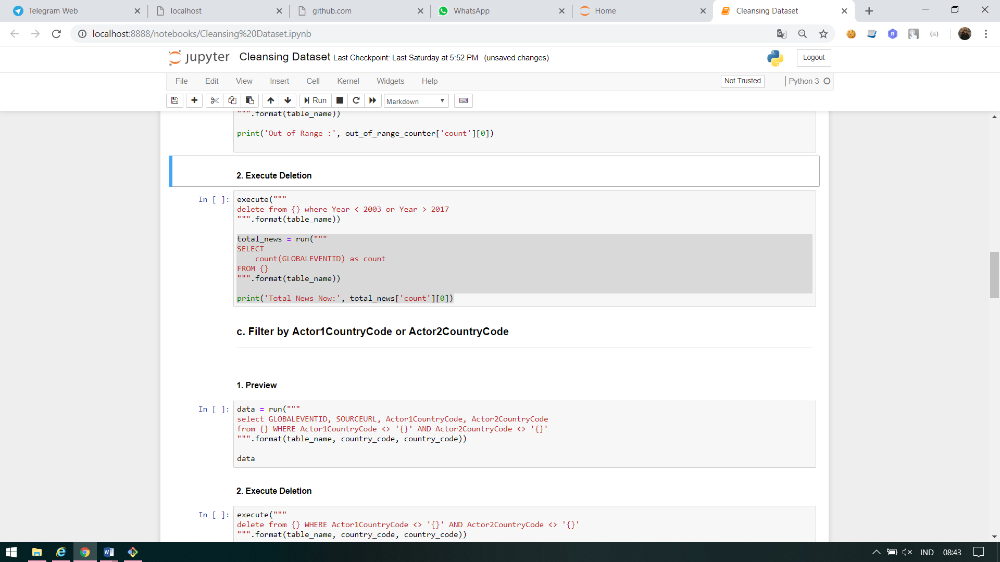 Telegram Web
localhost
github.com
WhatsApp
Home
Cleansing Dataset
localhost:8888/notebooks/Cleansing%20Dataset.ipynb
jupyter Cleansing Dataset Last Checkpoint: Last Saturday at 5:52 PM (unsaved changes)
Logout
File Edit View Insert Cell Kernel Widgets Help
Not Trusted
Python 3
Run
Markdown
""".format(table_name))
print('Out of Range :', out_of_range_counter['count'][0])
2. Execute Deletion
In [ ]:
execute("""
delete from {} where Year < 2003 or Year > 2017
""".format(table_name))
total_news = run("""
SELECT
    count(GLOBALEVENTID) as count
FROM {}
""".format(table_name))
print('Total News Now:', total_news['count'][0])
c. Filter by Actor1CountryCode or Actor2CountryCode
1. Preview
In [ ]:
data = run("""
select GLOBALEVENTID, SOURCEURL, Actor1CountryCode, Actor2CountryCode
from {} WHERE Actor1CountryCode <> '{}' AND Actor2CountryCode <> '{}'
""".format(table_name, country_code, country_code))
data
2. Execute Deletion
In [ ]:
execute("""
delete from {} WHERE Actor1CountryCode <> '{}' AND Actor2CountryCode <> '{}'
""".format(table_name, country_code, country_code))
IND
08:43